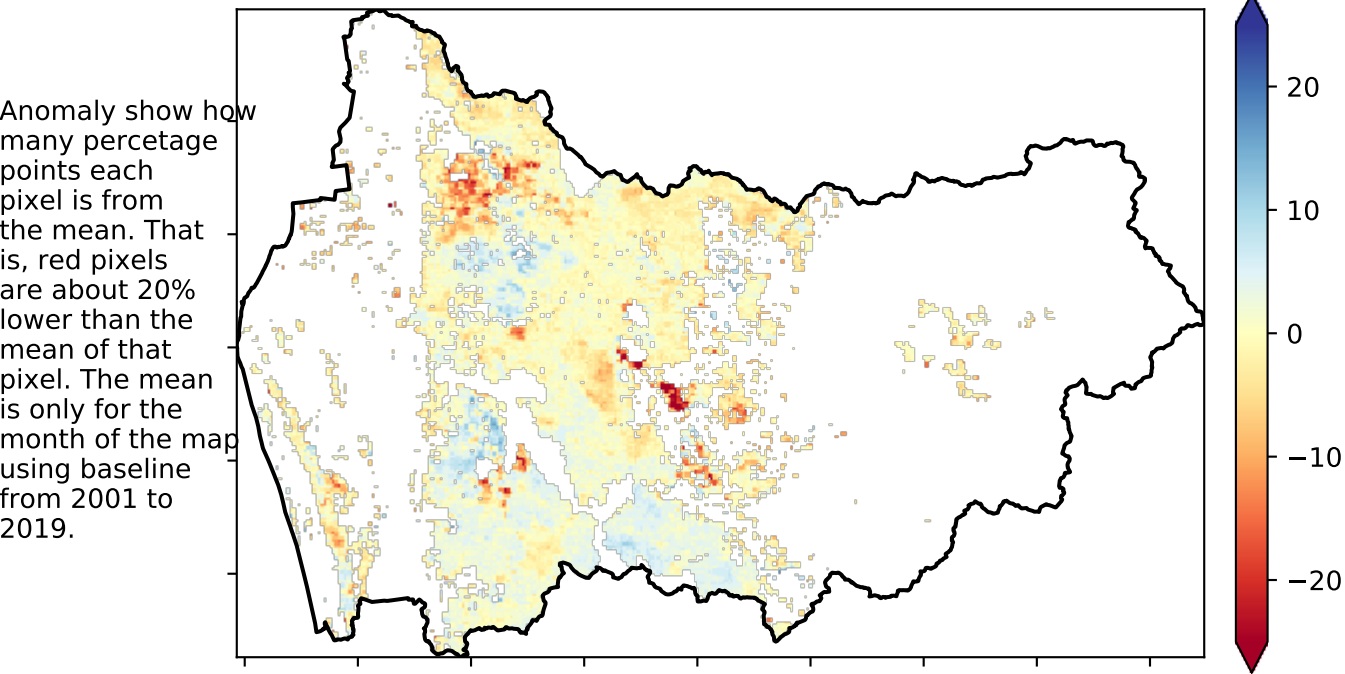 Anomaly show how
many percetage
points each
pixel is from
the mean. That
is, red pixels
are about 20%
lower than the
mean of that
pixel. The mean
is only for the
month of the map
using baseline
from 2001 to
2019.
20
10
0
−10
−20